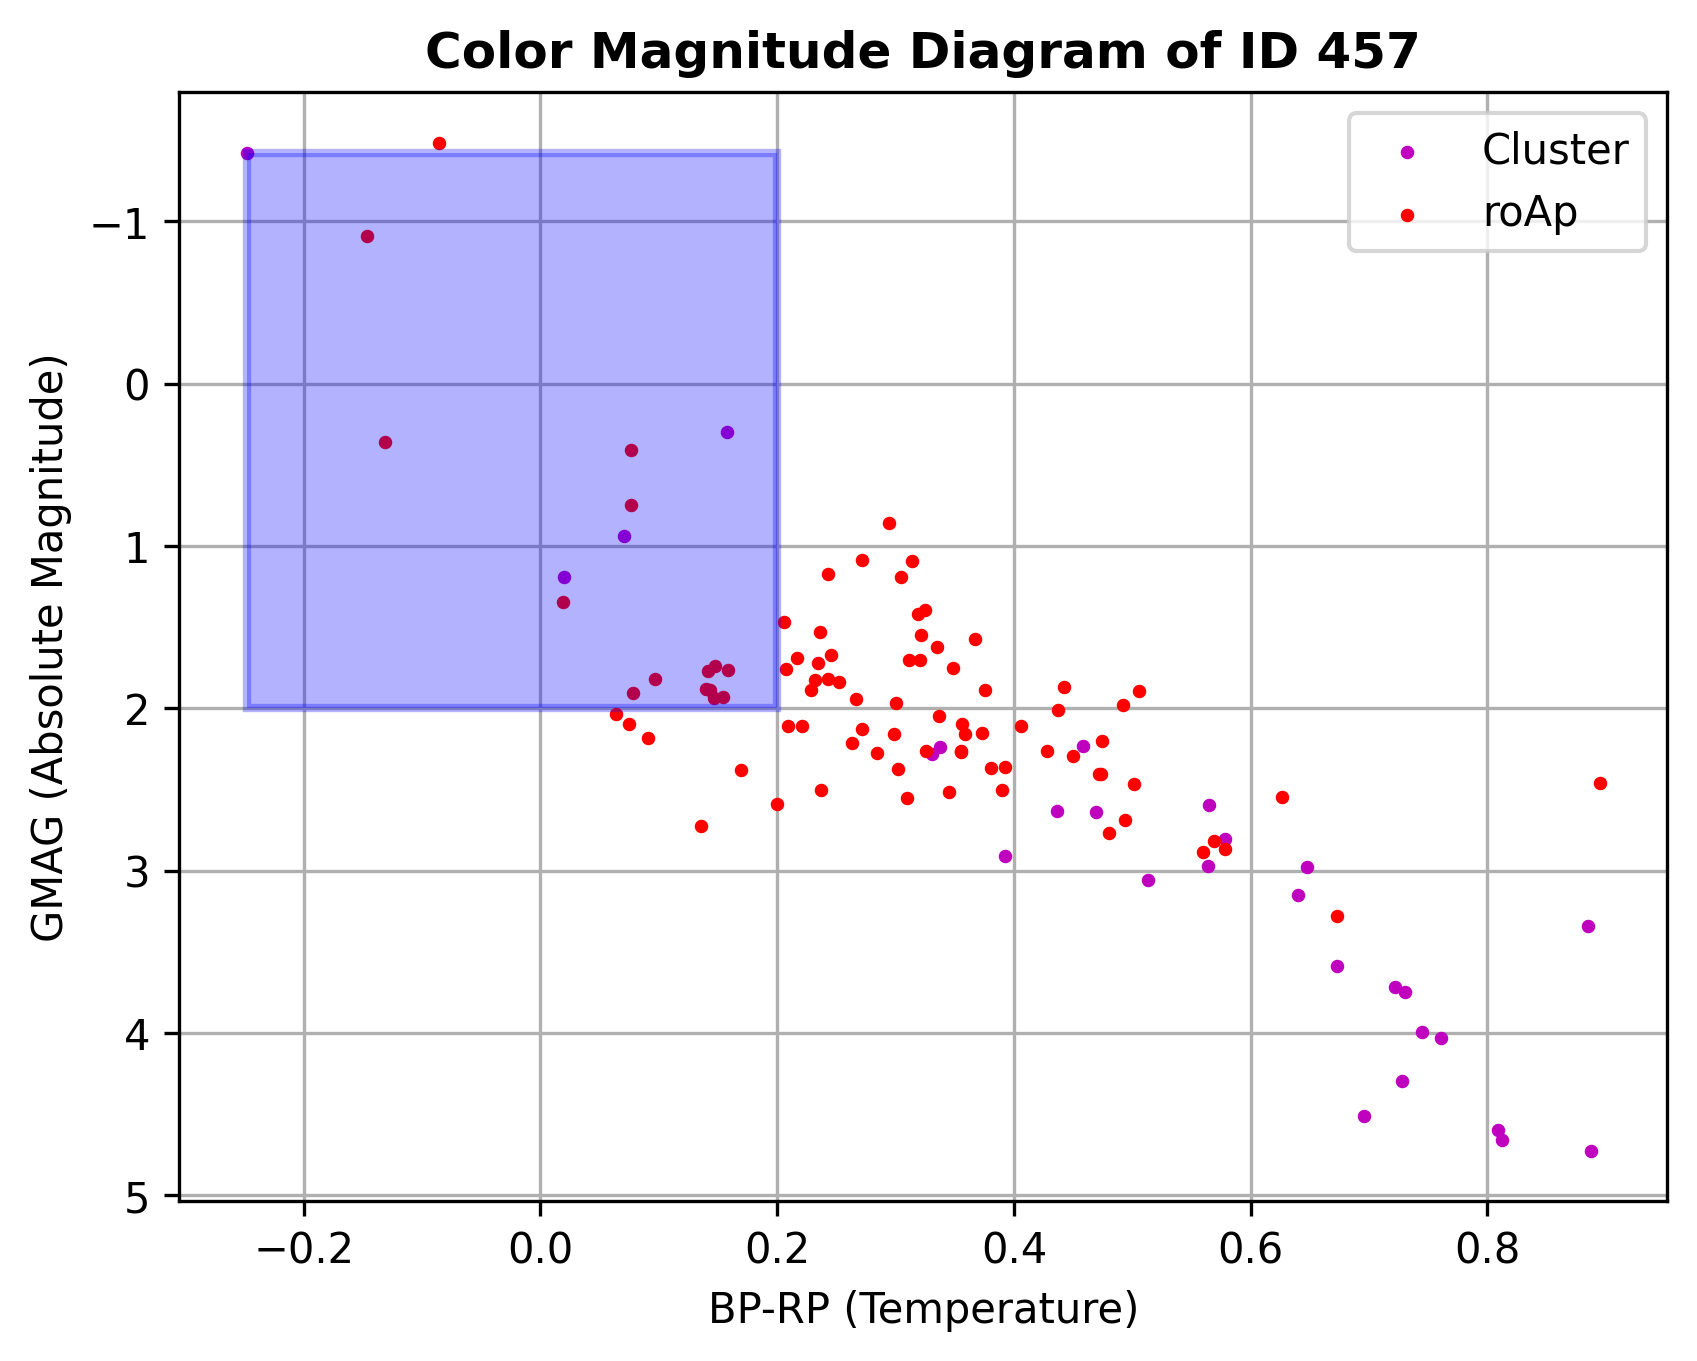 Color Magnitude Diagram of ID 457
Cluster
roAp
−1
0
1
2
3
4
5
GMAG (Absolute Magnitude)
−0.2 0.0 0.2 0.4 0.6 0.8
BP-RP (Temperature)